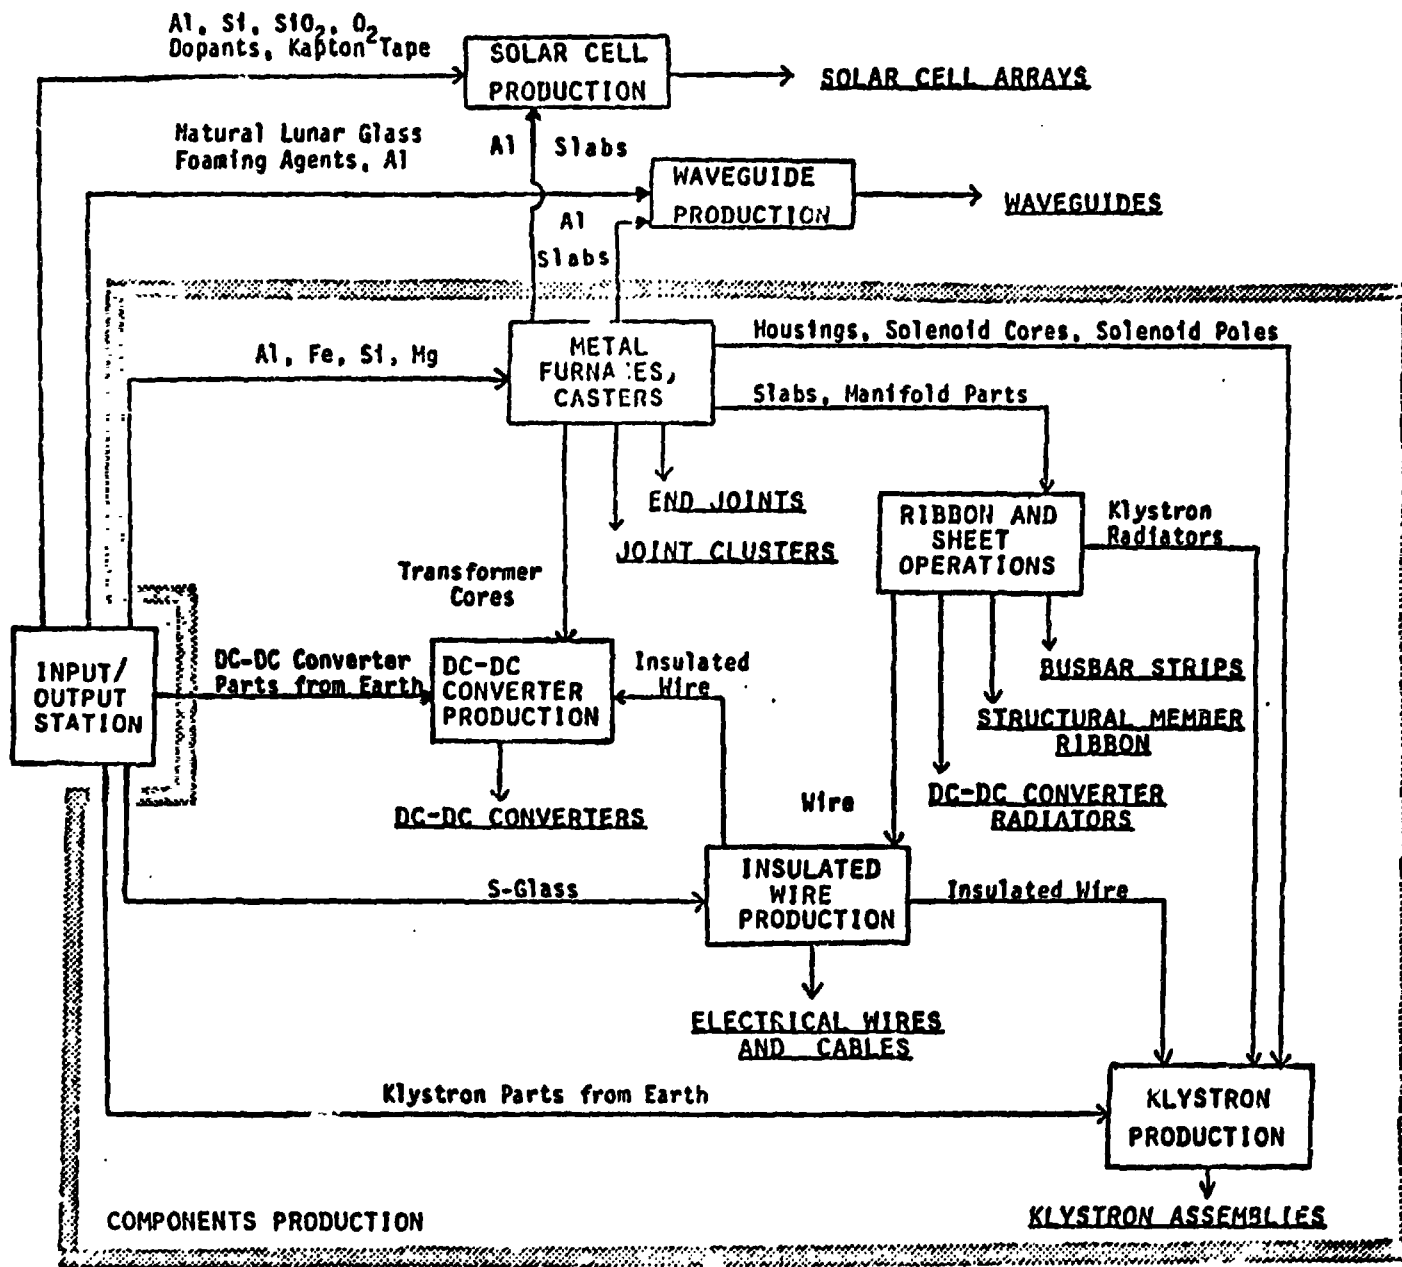 Al, Si, SiO2, O2
Dopants, Kapton Tape
SOLAR CELL
PRODUCTION
SOLAR CELL ARRAYS
Natural Lunar Glass
Foaming Agents, Al
Al Slabs
WAVEGUIDE
PRODUCTION
WAVEGUIDES
Al
Slabs
Al, Fe, Si, Mg
METAL
FURNACES,
CASTERS
Housings, Solenoid Cores, Solenoid Poles
Slabs, Manifold Parts
END JOINTS
JOINT CLUSTERS
RIBBON AND
SHEET
OPERATIONS
Klystron
Radiators
Transformer
Cores
INPUT/
OUTPUT
STATION
DC-DC Converter
Parts from Earth
DC-DC
CONVERTER
PRODUCTION
Insulated
Wire
BUSBAR STRIPS
STRUCTURAL MEMBER
RIBBON
DC-DC CONVERTER
RADIATORS
DC-DC CONVERTERS
Wire
S-Glass
INSULATED
WIRE
PRODUCTION
Insulated Wire
ELECTRICAL WIRES
AND CABLES
Klystron Parts from Earth
KLYSTRON
PRODUCTION
KLYSTRON ASSEMBLIES
COMPONENTS PRODUCTION